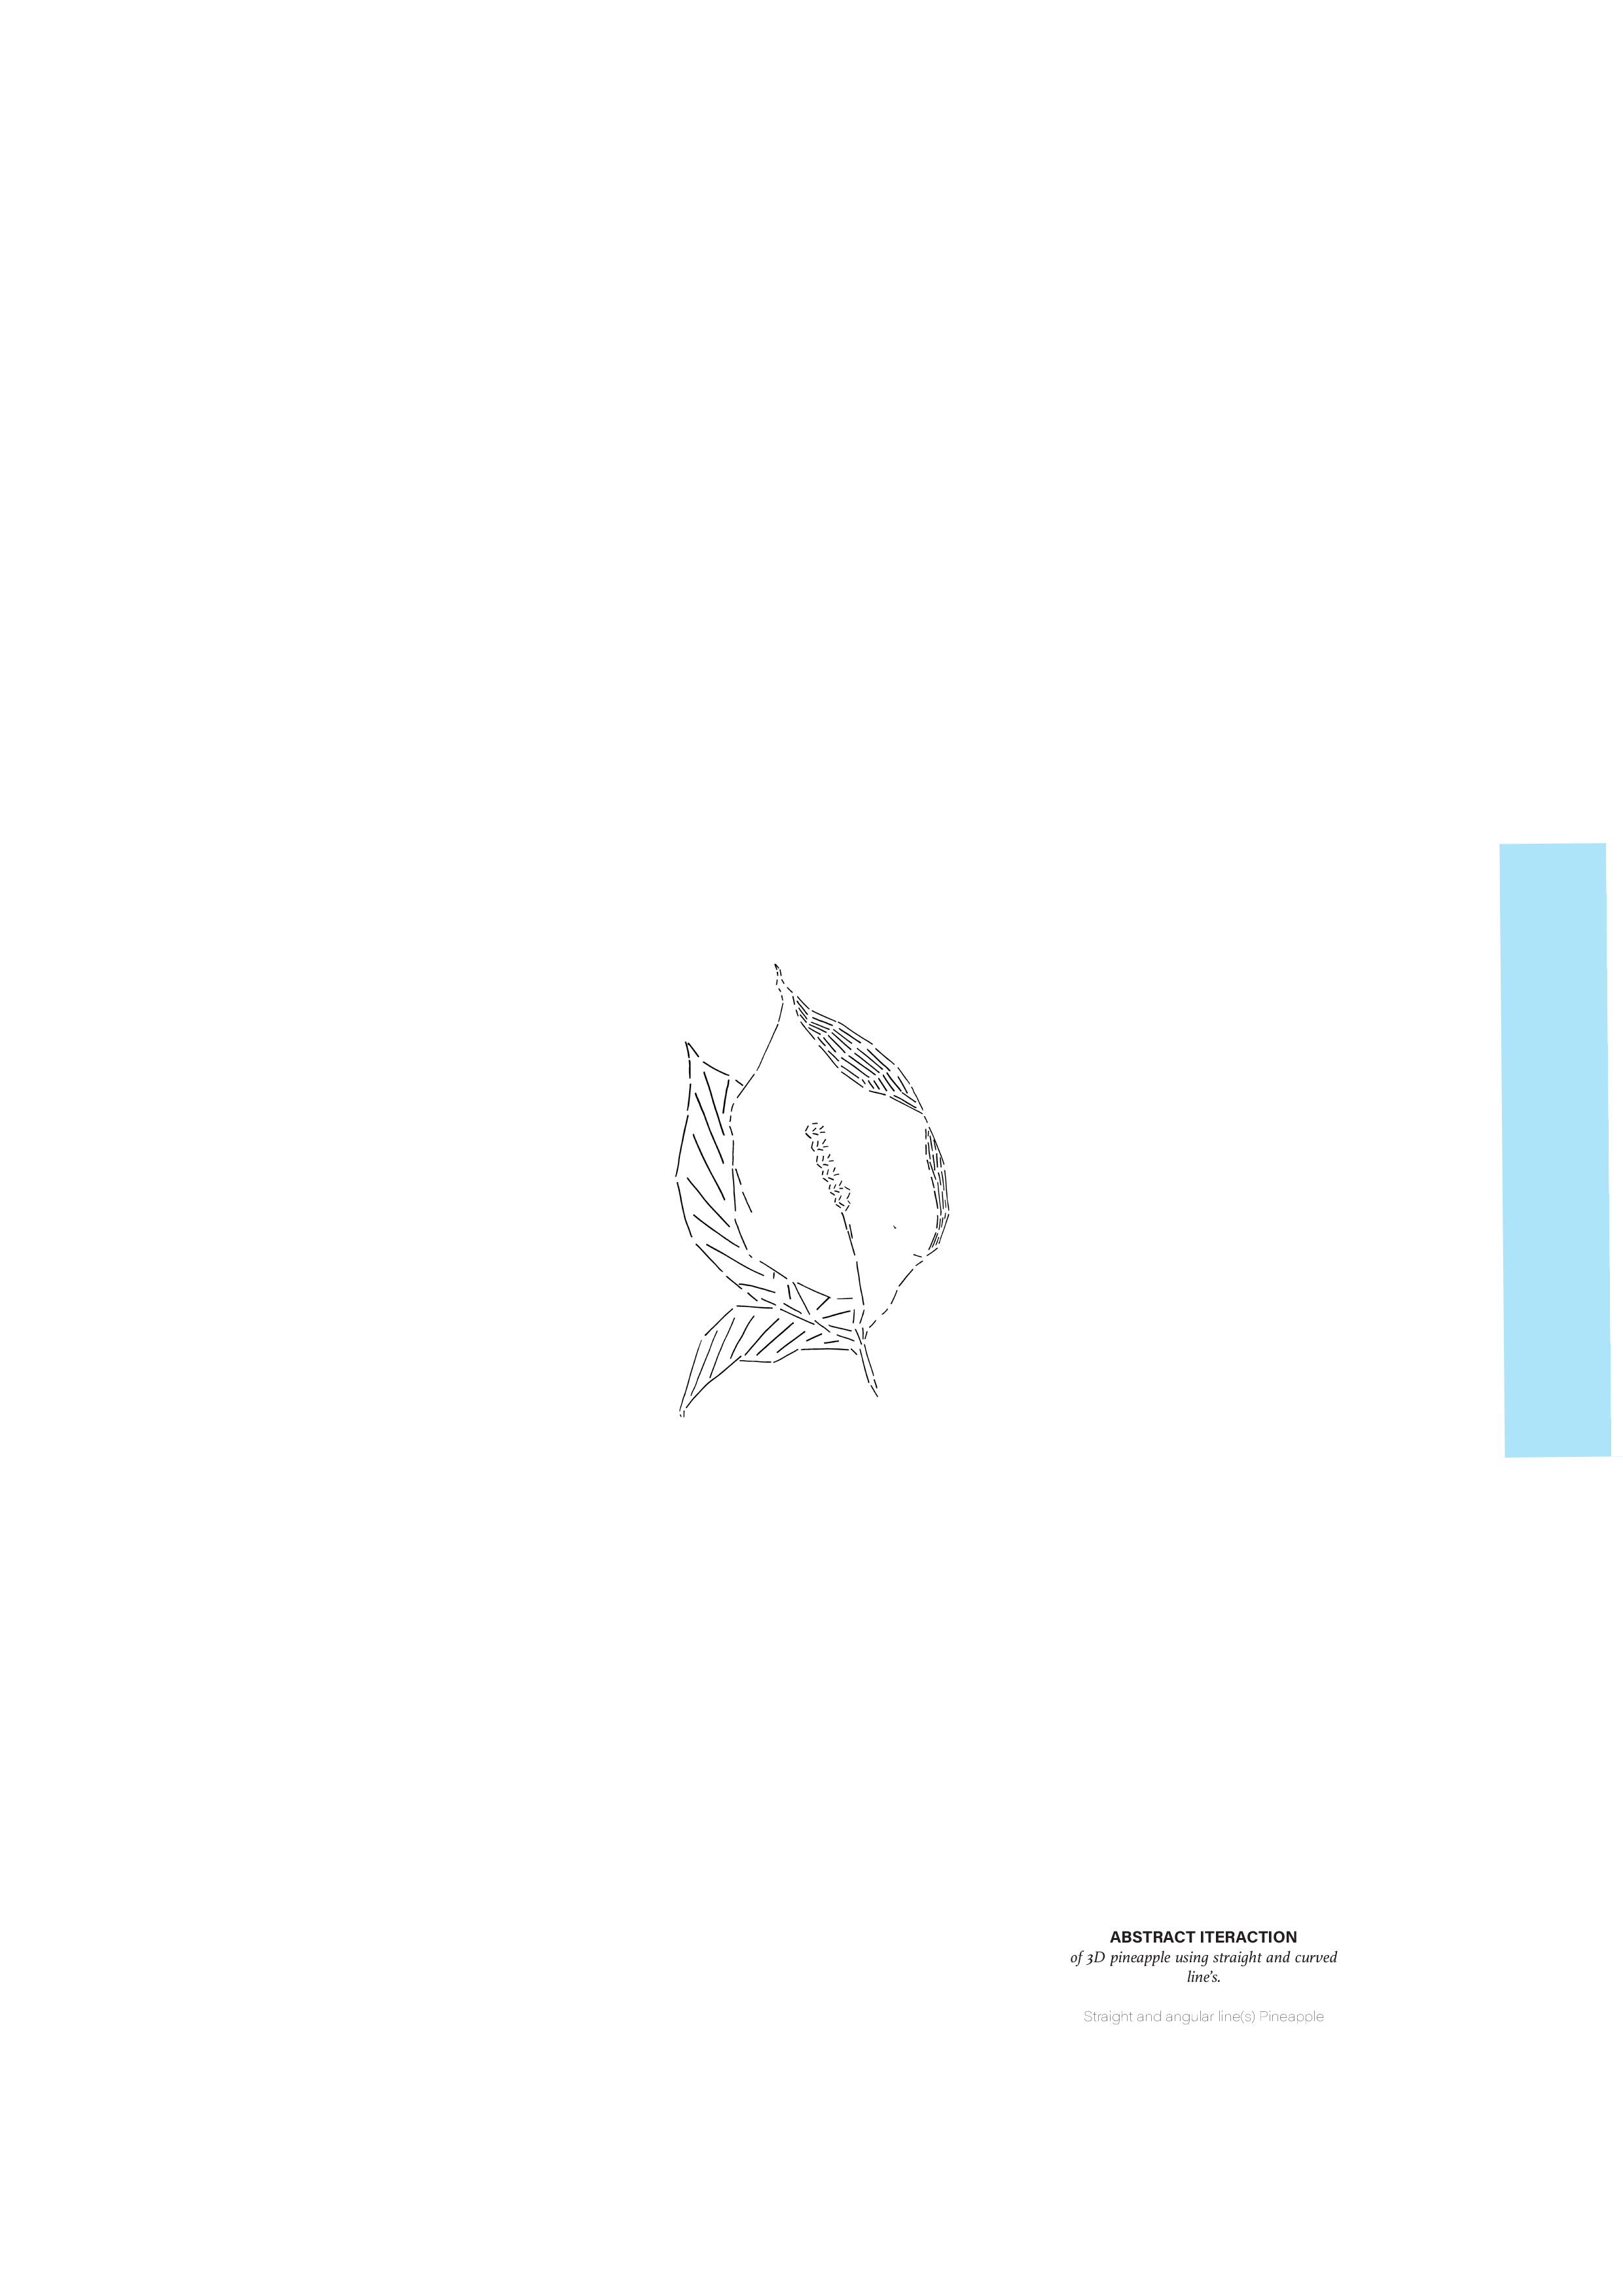 ABSTRACT ITERACTION
of 3D pineapple using straight and curved
line's.
Straight and angular line(s) Pineapple